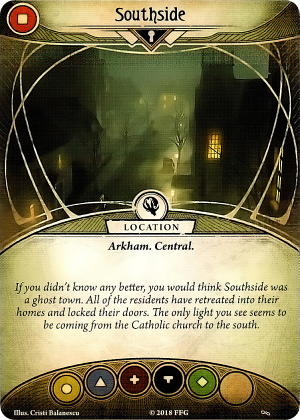 Southside
LOCATION
Arkham. Central.
If you didn't know any better, you would think Southside was
a ghost town. All of the residents have retreated into their
homes and locked their doors. The only light you see seems to
be coming from the Catholic church to the south.
Illus. Cristi Balanescu
© 2018 FFG